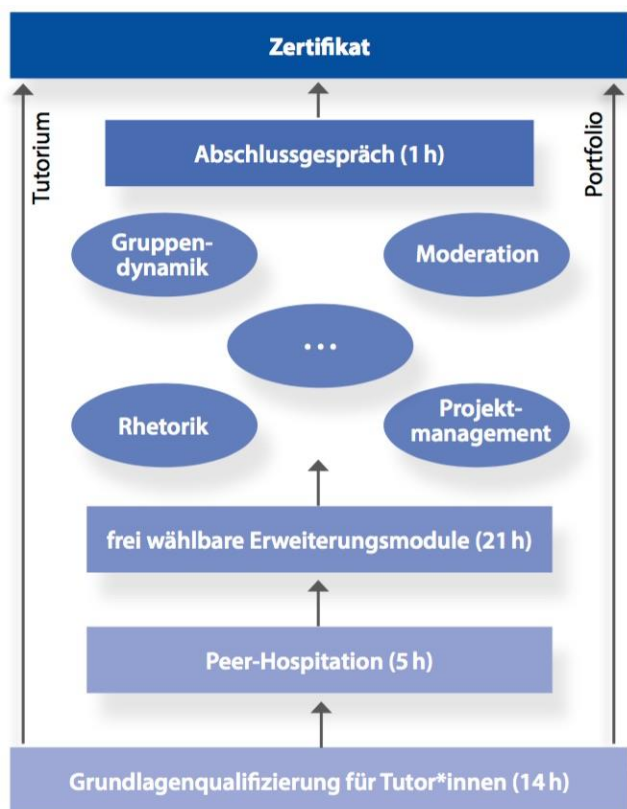 Zertifikat
Tutorium
Portfolio
Abschlussgespräch (1 h)
Gruppen-
dynamik
Moderation
...
Rhetorik
Projekt-
management
frei wählbare Erweiterungsmodule (21 h)
Peer-Hospitation (5 h)
Grundlagenqualifizierung für Tutor*innen (14 h)